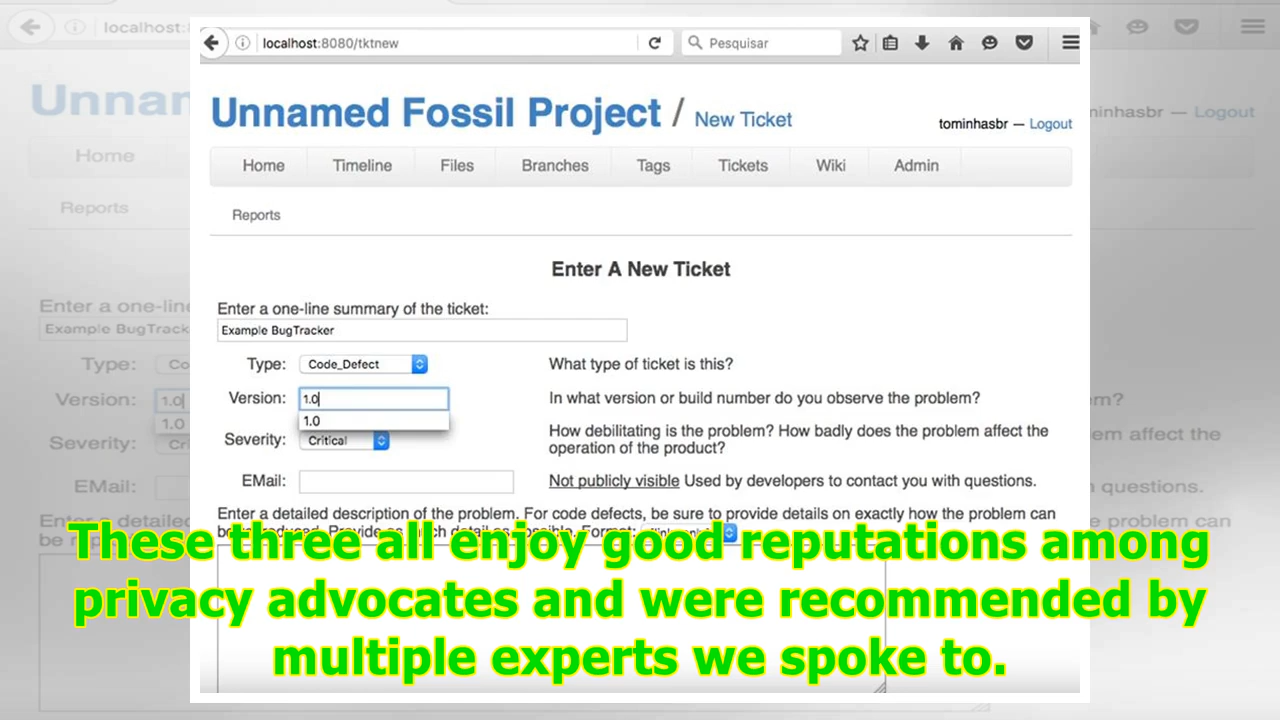 localhost:8080/tktnew
Pesquisar
Unnamed Fossil Project / New Ticket
tominhasbr — Logout
Home Timeline Files Branches Tags Tickets Wiki Admin
Reports
Enter A New Ticket
Enter a one-line summary of the ticket:
Example BugTracker
Type: Code_Defect What type of ticket is this?
Version: 1.0 In what version or build number do you observe the problem?
1.0
Severity: Critical How debilitating is the problem? How badly does the problem affect the
operation of the product?
EMail: Not publicly visible Used by developers to contact you with questions.
Enter a detailed description of the problem. For code defects, be sure to provide details on exactly how the problem can
These three all enjoy good reputations among
privacy advocates and were recommended by
multiple experts we spoke to.